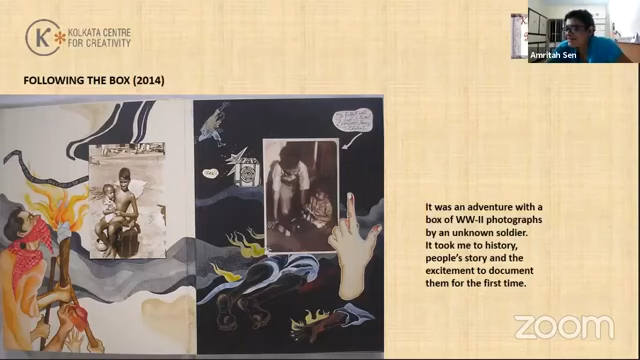 KOLKATA CENTRE
FOR CREATIVITY
Amritah Sen
FOLLOWING THE BOX (2014)
It was an adventure with a
box of WW-II photographs
by an unknown soldier.
It took me to history,
people's story and the
excitement to document
them for the first time.
zoom